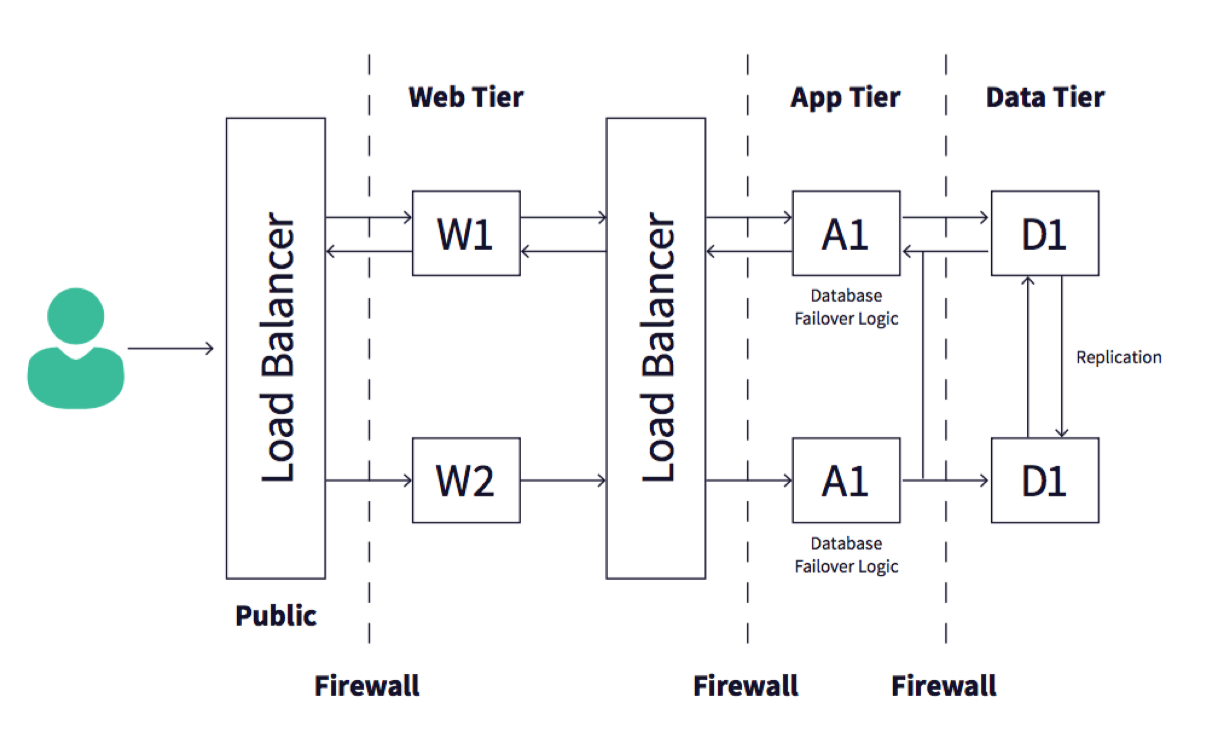 Web Tier
App Tier
Data Tier
Load Balancer
W1
Load Balancer
A1
D1
Database
Failover Logic
Replication
W2
A1
D1
Database
Failover Logic
Public
Firewall
Firewall
Firewall